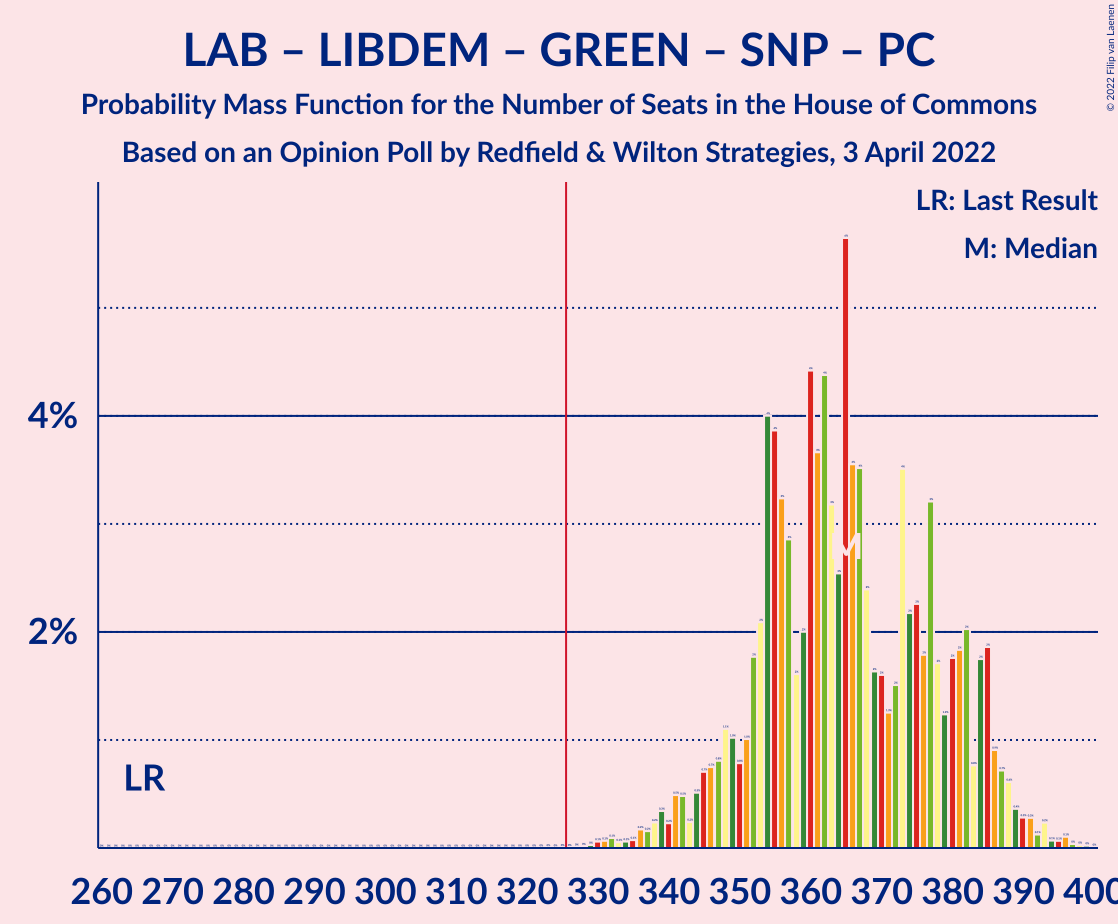 LAB – LIBDEM – GREEN – SNP – PC
Probability Mass Function for the Number of Seats in the House of Commons
Based on an Opinion Poll by Redfield & Wilton Strategies, 3 April 2022
© 2022 Filip van Laenen
LR: Last Result
M: Median
4%
2%
LR
M
260 270 280 290 300 310 320 330 340 350 360 370 380 390 400